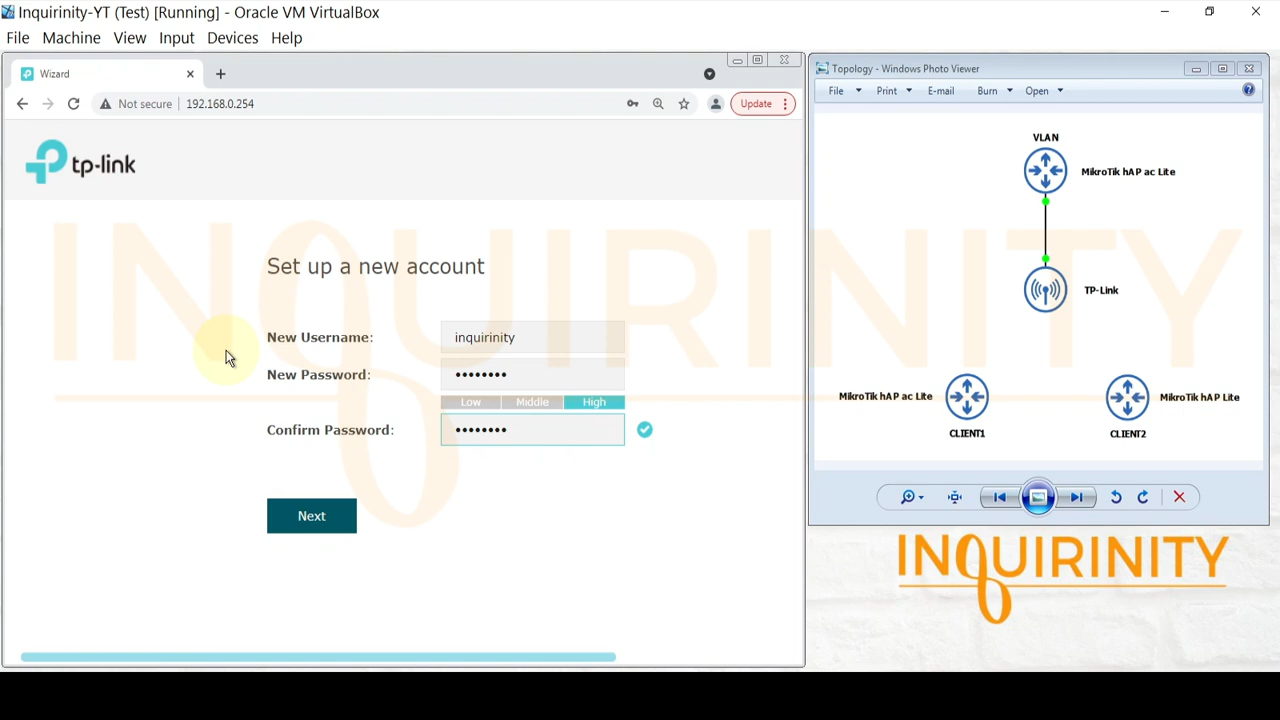 Inquirinity-YT (Test) [Running] - Oracle VM VirtualBox
File Machine View Input Devices Help
Wizard
Not secure 192.168.0.254
Update
tp-link
Set up a new account
New Username: inquirinity
New Password: ••••••••
Low Middle High
Confirm Password: ••••••••
Next
Topology - Windows Photo Viewer
File Print E-mail Burn Open
VLAN
MikroTik hAP ac Lite
TP-Link
MikroTik hAP ac Lite
CLIENT1
MikroTik hAP Lite
CLIENT2
INQUIRINITY
INQUIRINITY